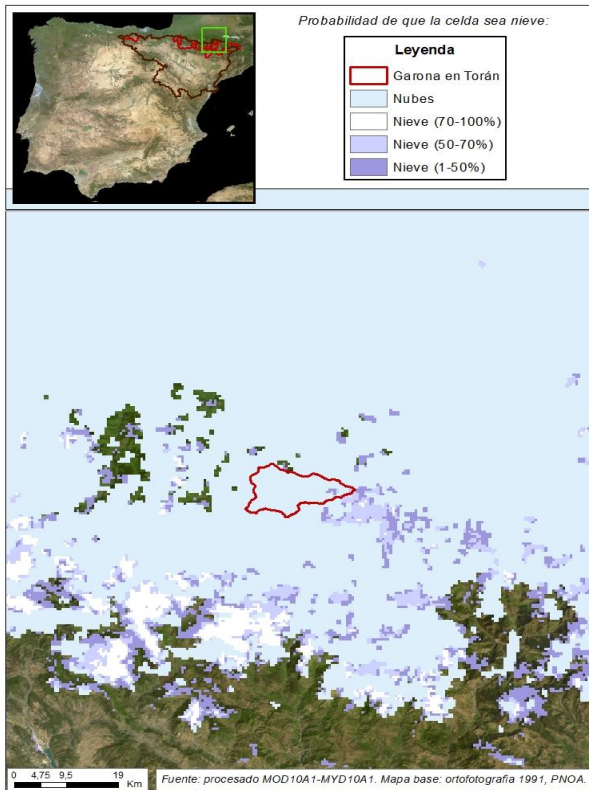 Probabilidad de que la celda sea nieve:
Leyenda
Garona en Torán
Nubes
Nieve (70-100%)
Nieve (50-70%)
Nieve (1-50%)
0 4,75 9,5 19
Km
Fuente: procesado MOD10A1-MYD10A1. Mapa base: ortofotografia 1991, PNOA.